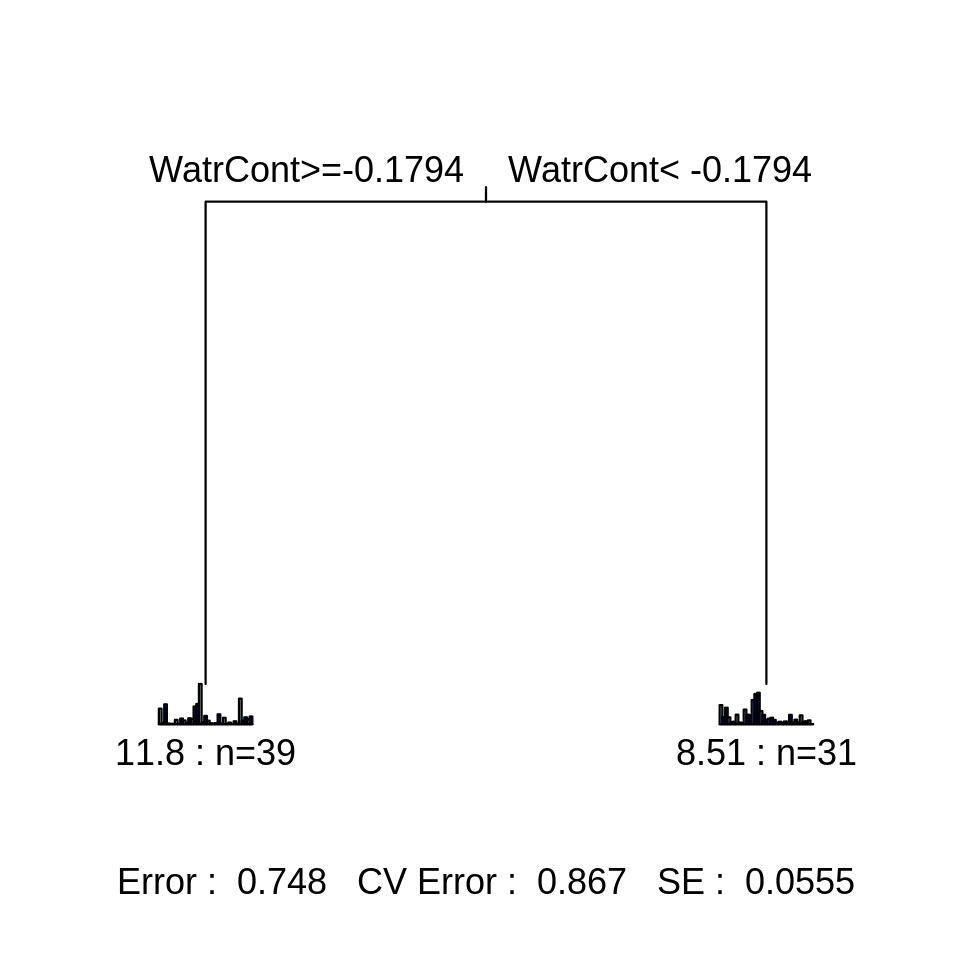 WatrCont>=-0.1794 WatrCont< -0.1794
11.8 : n=39 8.51 : n=31
Error : 0.748 CV Error : 0.867 SE : 0.0555